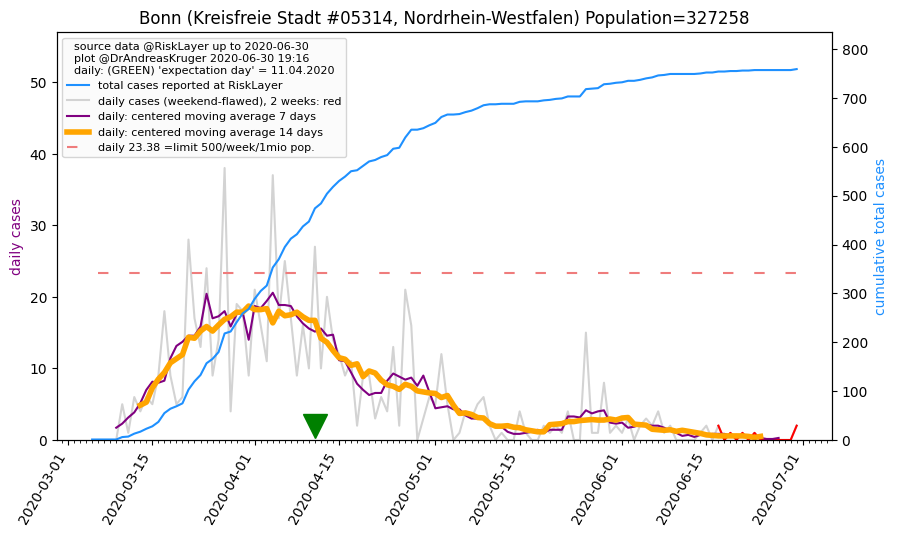 Bonn (Kreisfreie Stadt #05314, Nordrhein-Westfalen) Population=327258
source data @RiskLayer up to 2020-06-30
plot @DrAndreasKruger 2020-06-30 19:16
daily: (GREEN) 'expectation day' = 11.04.2020
total cases reported at RiskLayer
daily cases (weekend-flawed), 2 weeks: red
daily: centered moving average 7 days
daily: centered moving average 14 days
daily 23.38 =limit 500/week/1mio pop.
daily cases
50
40
30
20
10
0
800
700
600
500
400
300
200
100
0
cumulative total cases
2020-03-01
2020-03-15
2020-04-01
2020-04-15
2020-05-01
2020-05-15
2020-06-01
2020-06-15
2020-07-01